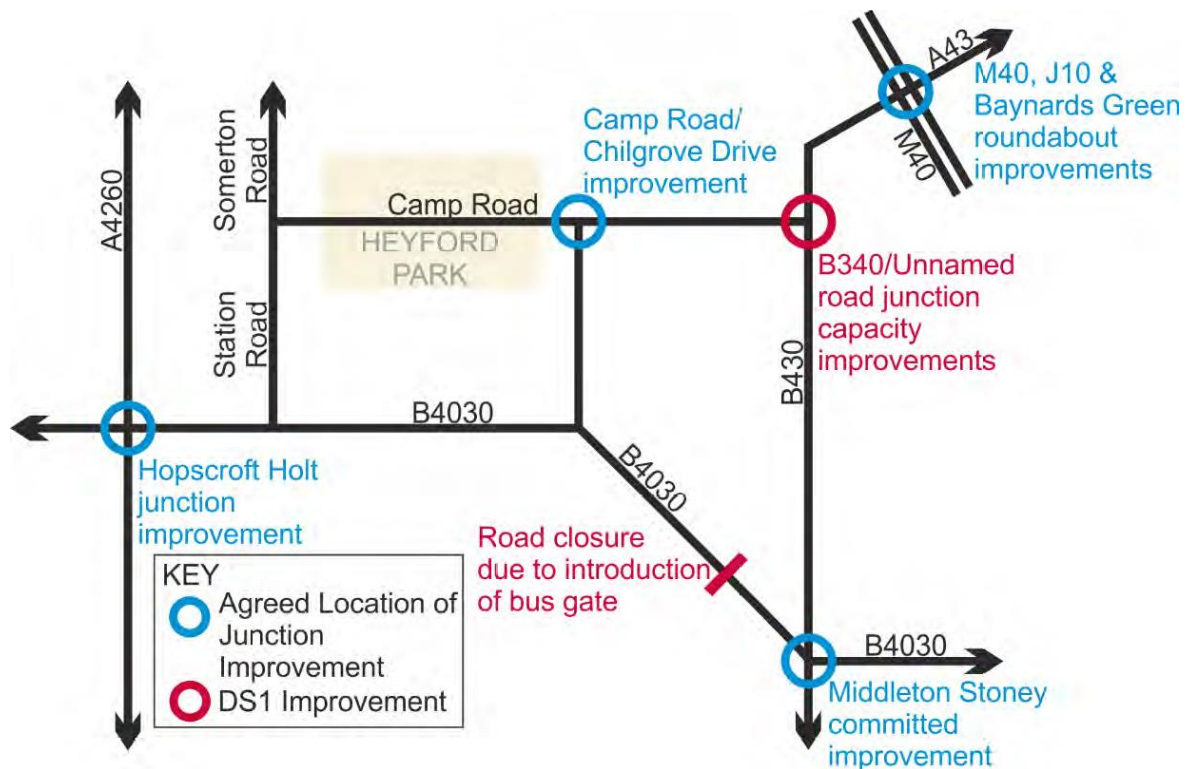 A43
M40, J10 &
Baynards Green
roundabout
improvements
M40
Camp Road/
Chilgrove Drive
improvement
Somerton
Road
A4260
Camp Road
HEYFORD
PARK
B340/Unnamed
road junction
capacity
improvements
Station
Road
B430
B4030
B4030
Hopscroft Holt
junction
improvement
Road closure
due to introduction
of bus gate
B4030
Middleton Stoney
committed
improvement
KEY
Agreed Location of
Junction
Improvement
DS1 Improvement